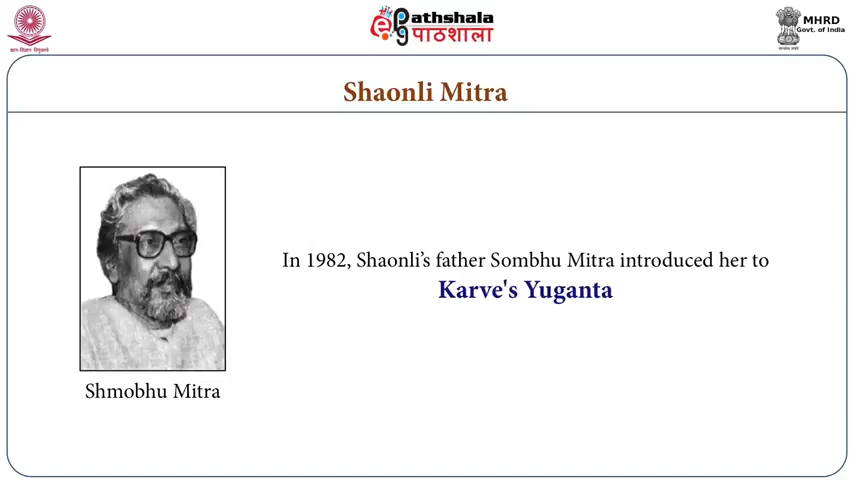 ePathshala
पाठशाला
MHRD
Govt. of India
Shaonli Mitra
In 1982, Shaonli’s father Sombhu Mitra introduced her to
Karve's Yuganta
Shmobhu Mitra